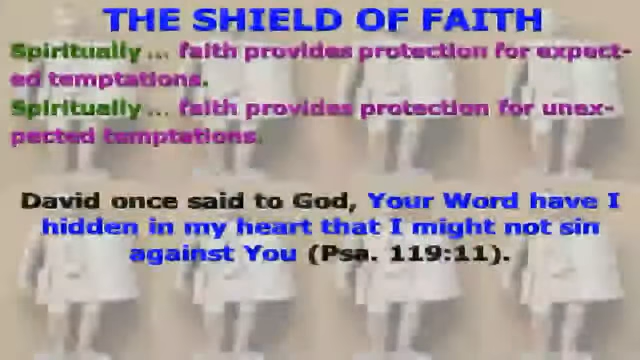 THE SHIELD OF FAITH
Spiritually... faith provides protection for expect-
ed temptations.
Spiritually... faith provides protection for unex-
pected temptations.
David once said to God, Your Word have I
hidden in my heart that I might not sin
against You (Psa. 119:11).